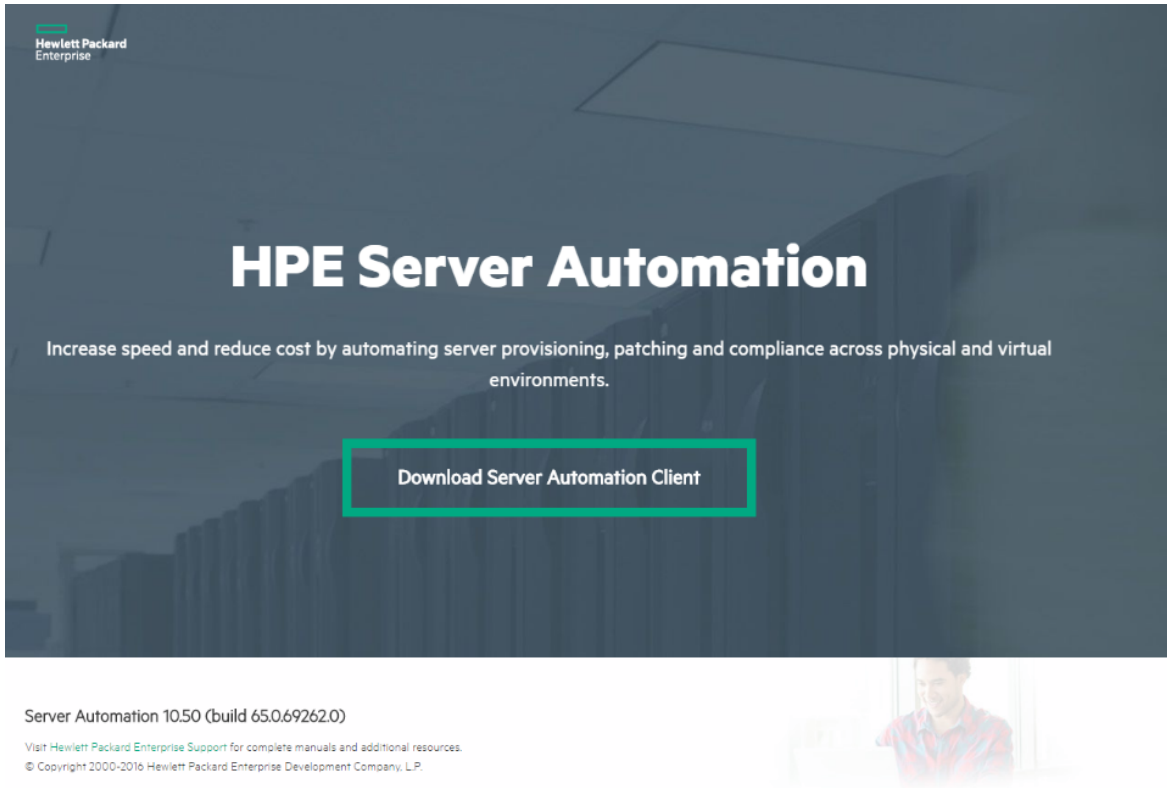 Hewlett Packard
Enterprise
HPE Server Automation
Increase speed and reduce cost by automating server provisioning, patching and compliance across physical and virtual
environments.
Download Server Automation Client
Server Automation 10.50 (build 65.0.69262.0)
Visit Hewlett Packard Enterprise Support for complete manuals and additional resources.
© Copyright 2000-2016 Hewlett Packard Enterprise Development Company, L.P.